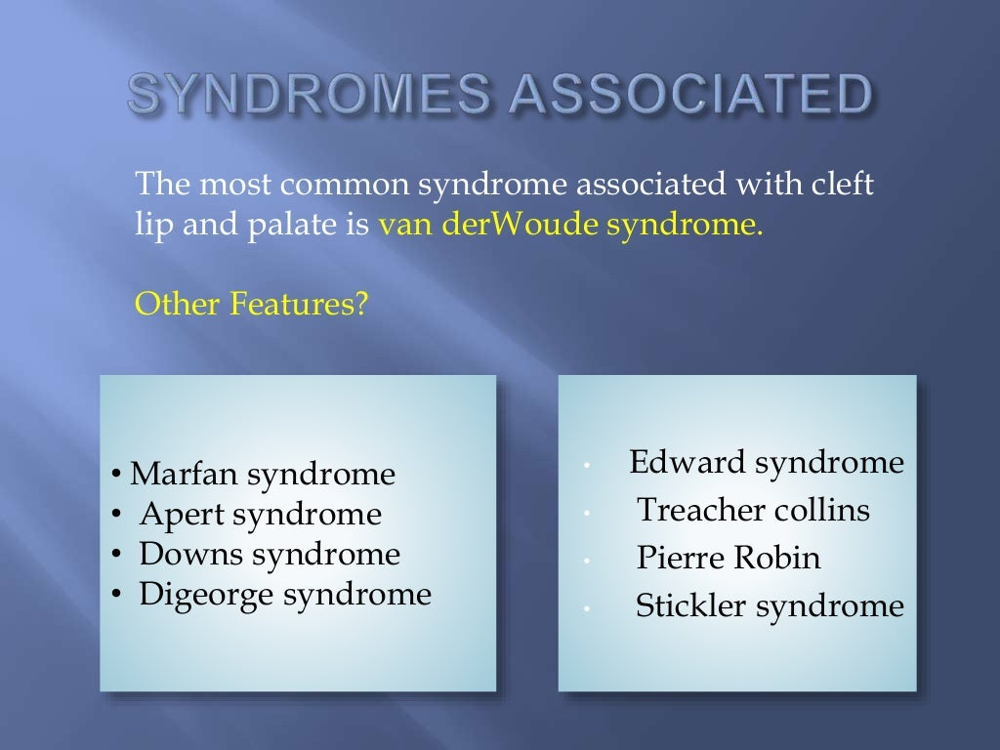 SYNDROMES ASSOCIATED
The most common syndrome associated with cleft
lip and palate is van derWoude syndrome.
Other Features?
• Marfan syndrome
• Apert syndrome
• Downs syndrome
• Digeorge syndrome
• Edward syndrome
• Treacher collins
• Pierre Robin
• Stickler syndrome